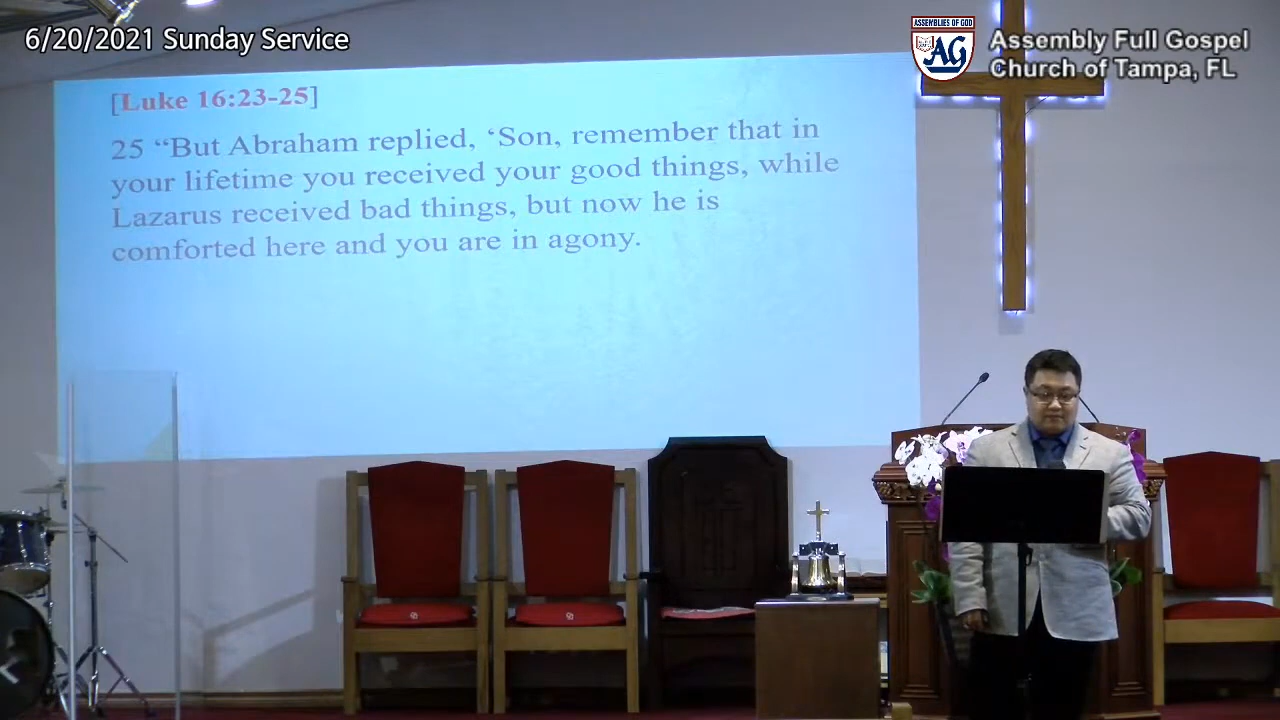 6/20/2021 Sunday Service
ASSEMBLIES OF GOD
AG
Assembly Full Gospel
Church of Tampa, FL
[Luke 16:23-25]
25 “But Abraham replied, ‘Son, remember that in
your lifetime you received your good things, while
Lazarus received bad things, but now he is
comforted here and you are in agony.